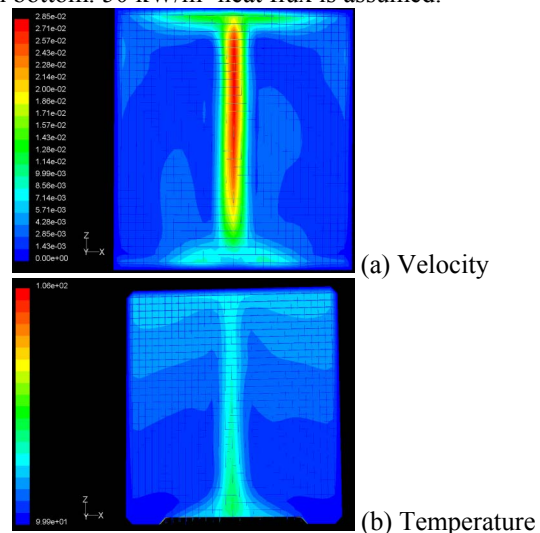 bottom. kW/m² heat flux is assumed.
2.85e-02
2.71e-02
2.57e-02
2.43e-02
2.28e-02
2.14e-02
2.00e-02
1.86e-02
1.71e-02
1.57e-02
1.43e-02
1.28e-02
1.14e-02
9.99e-03
8.56e-03
7.14e-03
5.71e-03
4.28e-03
2.85e-03
1.43e-03
0.00e+00
Z
Y X
(a) Velocity
1.06e+02
9.99e+01
Z
Y X
(b) Temperature